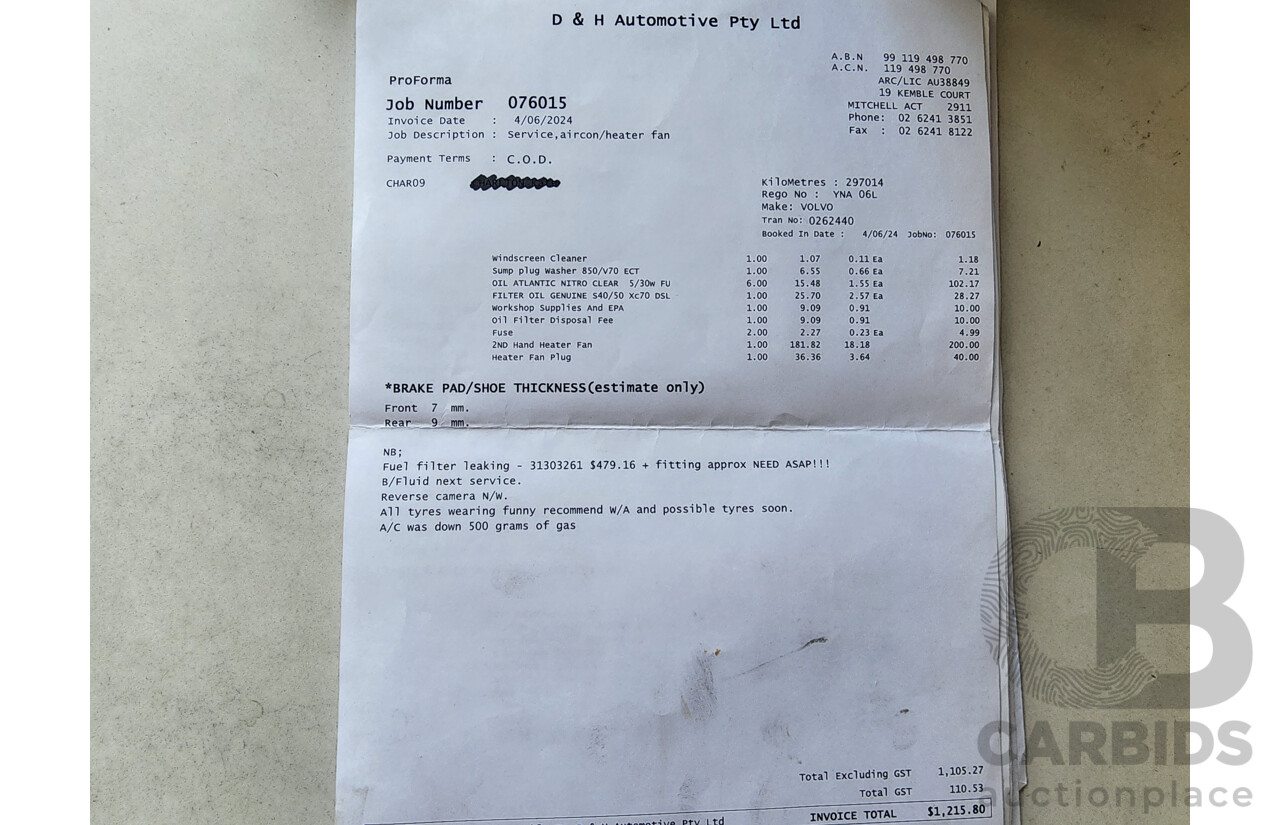 D & H Automotive Pty Ltd
A.B.N 99 119 498 770
A.C.N. 119 498 770
ARC/LIC AU38849
19 KEMBLE COURT
MITCHELL ACT 2911
Phone: 02 6241 3851
Fax : 02 6241 8122
ProForma
Job Number 076015
Invoice Date : 4/06/2024
Job Description : Service,aircon/heater fan
Payment Terms : C.O.D.
CHAR09
KiloMetres : 297014
Rego No : YNA 06L
Make: VOLVO
Tran No: 0262440
Booked In Date : 4/06/24 JobNo: 076015
Windscreen Cleaner 1.00 1.07 0.11 Ea 1.18
Sump plug Washer 850/V70 ECT 1.00 6.55 0.66 Ea 7.21
OIL ATLANTIC NITRO CLEAR 5/30w FU 6.00 15.48 1.55 Ea 102.17
FILTER OIL GENUINE S40/50 Xc70 DSL 1.00 25.70 2.57 Ea 28.27
Workshop Supplies And EPA 1.00 9.09 0.91 10.00
Oil Filter Disposal Fee 1.00 9.09 0.91 10.00
Fuse 2.00 2.27 0.23 Ea 4.99
2ND Hand Heater Fan 1.00 181.82 18.18 200.00
Heater Fan Plug 1.00 36.36 3.64 40.00
*BRAKE PAD/SHOE THICKNESS(estimate only)
Front 7 mm.
Rear 9 mm.
NB;
Fuel filter leaking - 31303261 $479.16 + fitting approx NEED ASAP!!!
B/Fluid next service.
Reverse camera N/W.
All tyres wearing funny recommend W/A and possible tyres soon.
A/C was down 500 grams of gas
Total Excluding GST 1,105.27
Total GST 110.53
INVOICE TOTAL $1,215.80
& H Automotive Pty Ltd
CB
CARBIDS
auctionplace